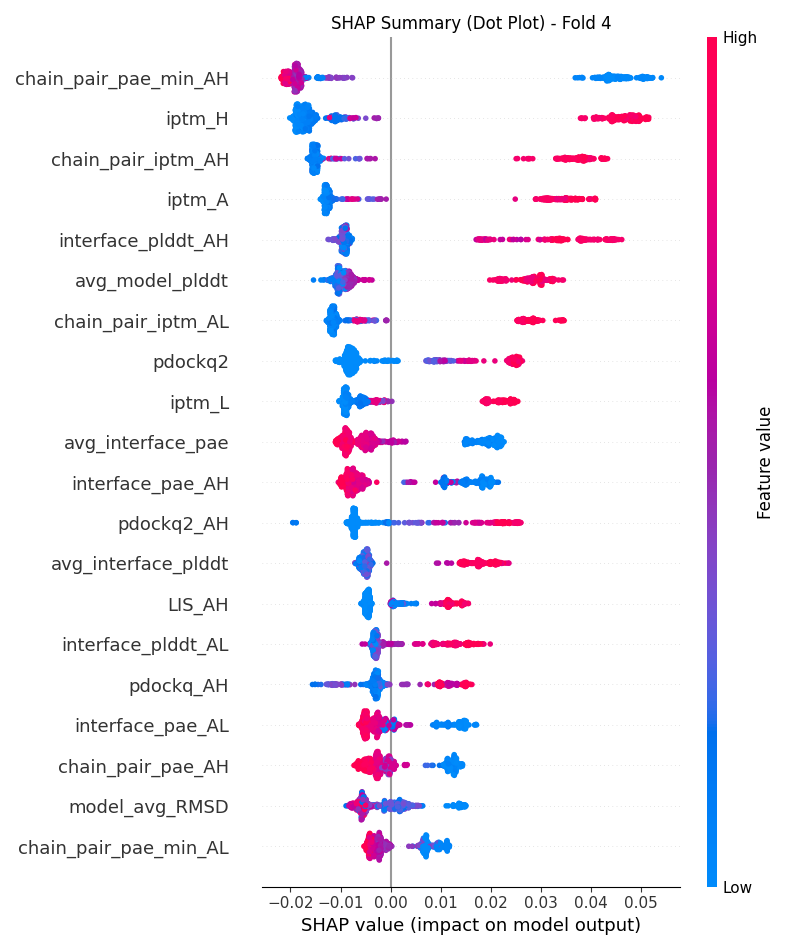 SHAP Summary (Dot Plot) - Fold 4
High
chain_pair_pae_min_AH
iptm_H
chain_pair_iptm_AH
iptm_A
interface_plddt_AH
avg_model_plddt
chain_pair_iptm_AL
pdockq2
iptm_L
avg_interface_pae
interface_pae_AH
pdockq2_AH
avg_interface_plddt
LIS_AH
interface_plddt_AL
pdockq_AH
interface_pae_AL
chain_pair_pae_AH
model_avg_RMSD
chain_pair_pae_min_AL
Feature value
Low
−0.02 −0.01 0.00 0.01 0.02 0.03 0.04 0.05
SHAP value (impact on model output)